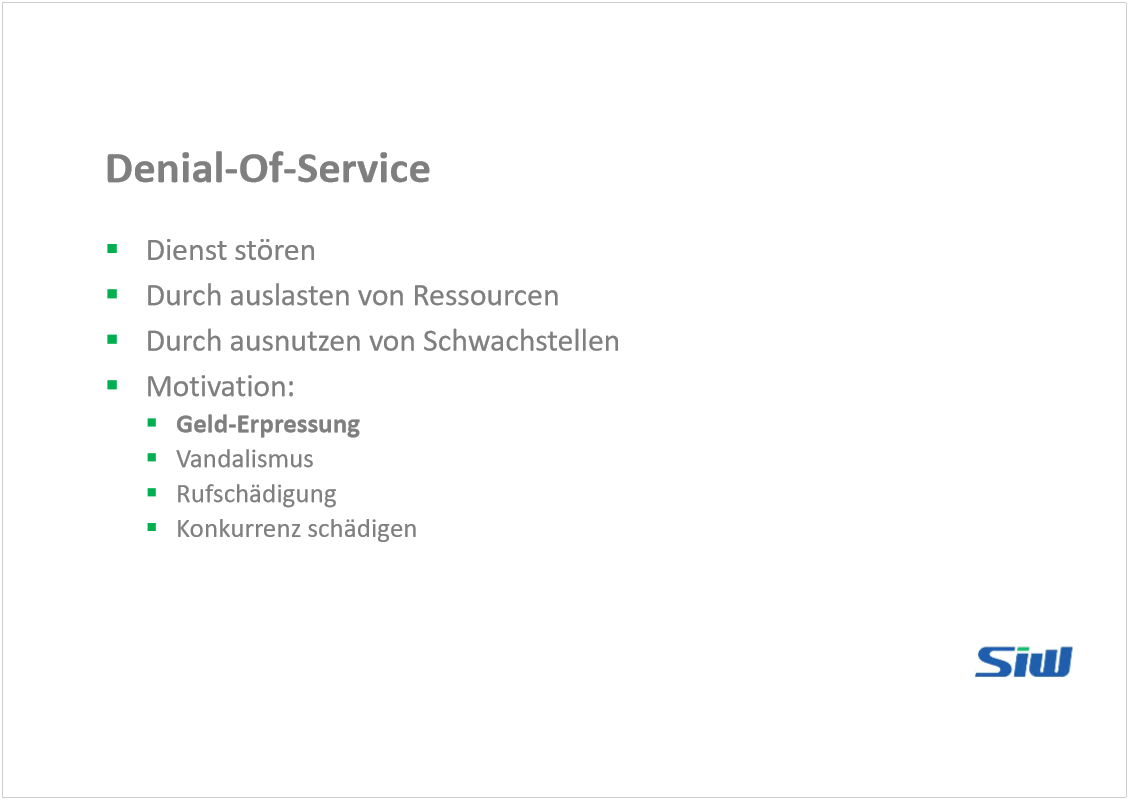 Denial-Of-Service
Dienst stören
Durch auslasten von Ressourcen
Durch ausnutzen von Schwachstellen
Motivation:
Geld-Erpressung
Vandalismus
Rufschädigung
Konkurrenz schädigen
Siw